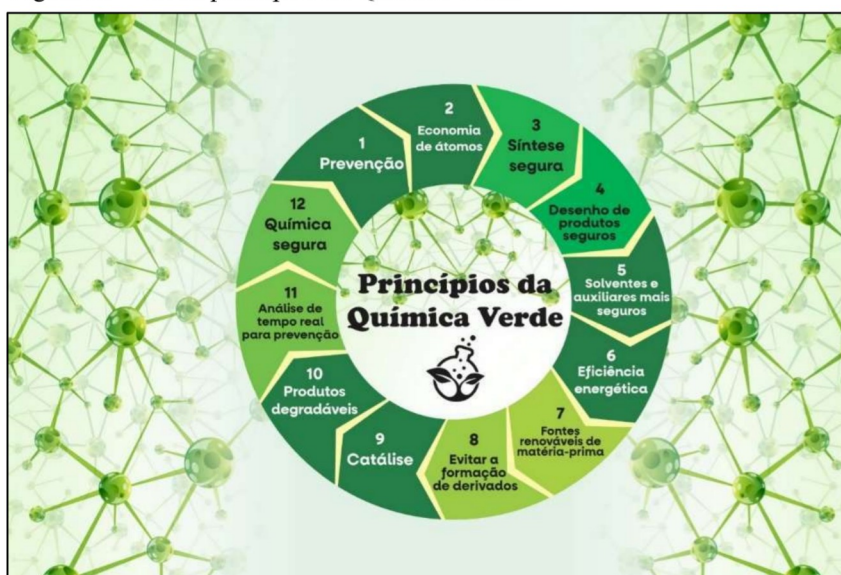 1
Prevenção
2
Economia
de átomos
3
Síntese
segura
4
Desenho de
produtos
seguros
5
Solventes e
auxiliares mais
seguros
6
Eficiência
energética
7
Fontes
renováveis de
matéria-prima
8
Evitar a
formação
de derivados
9
Catálise
10
Produtos
degradáveis
11
Análise de
tempo real
para prevenção
12
Química
segura
Princípios da
Química Verde